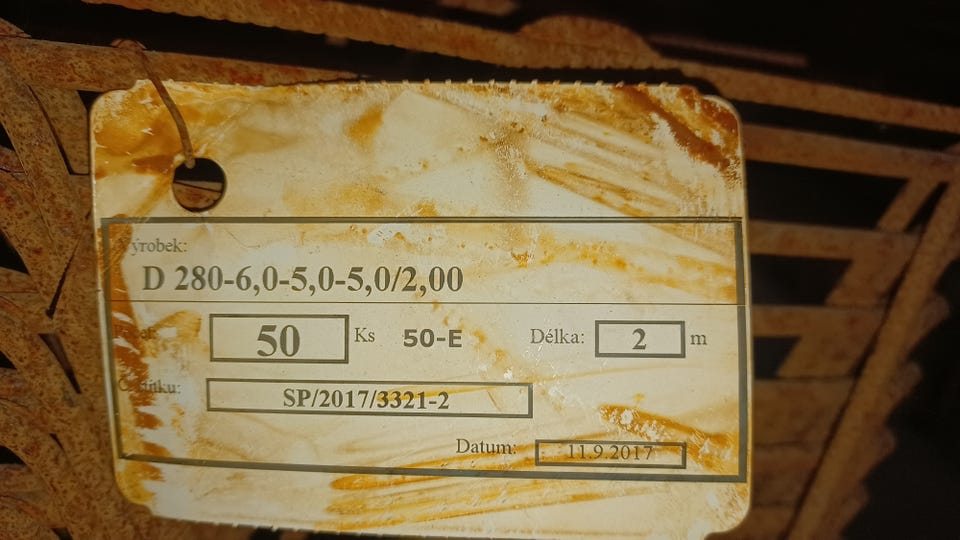 Výrobek:
D 280-6,0-5,0-5,0/2,00
50 Ks 50-E Délka: 2 m
SP/2017/3321-2
Datum: 11.9.2017